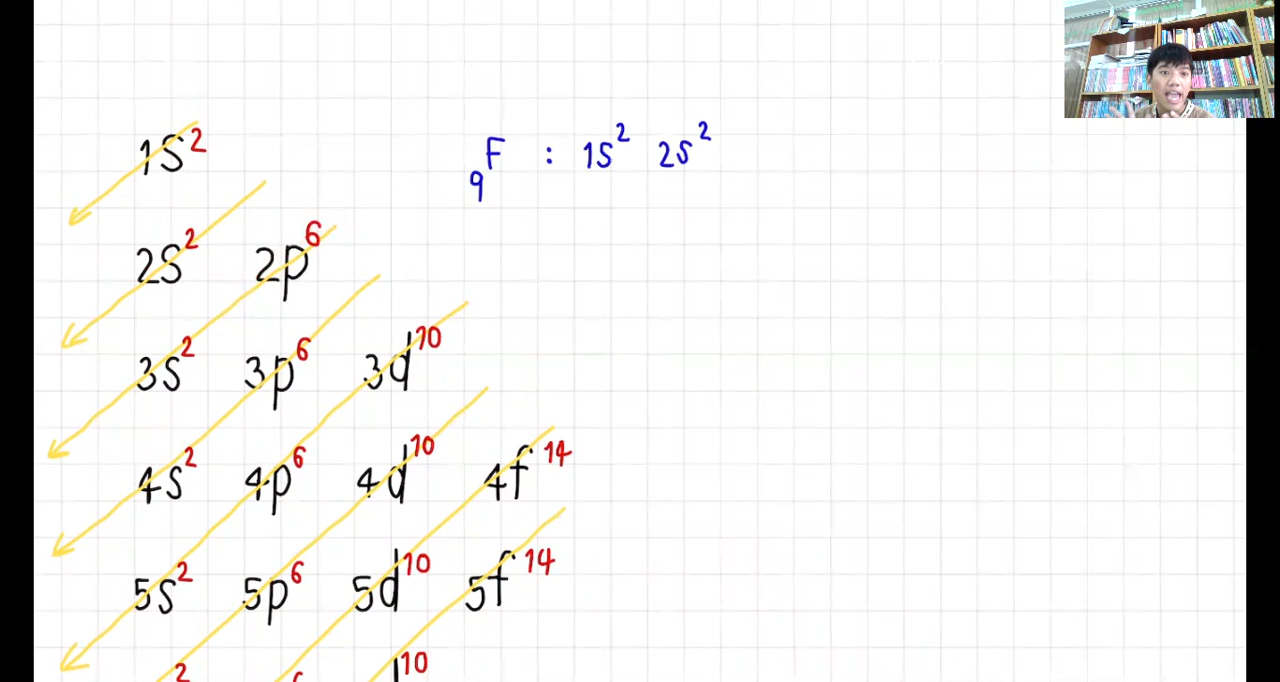 1s²
₉F : 1s² 2s²
2s² 2p⁶
3s² 3p⁶ 3d¹⁰
4s² 4p⁶ 4d¹⁰ 4f¹⁴
5s² 5p⁶ 5d¹⁰ 5f¹⁴